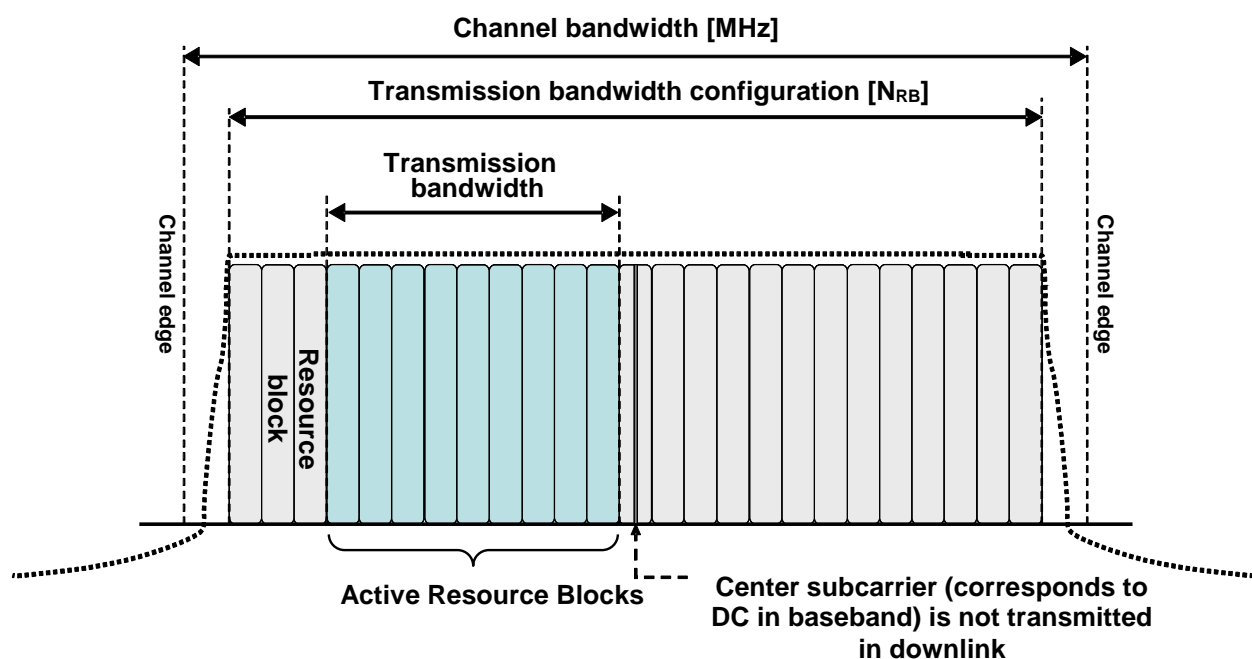 Channel bandwidth [MHz]
Transmission bandwidth configuration [NRB]
Transmission
bandwidth
Channel edge
Channel edge
Resource
block
Active Resource Blocks
Center subcarrier (corresponds to
DC in baseband) is not transmitted
in downlink